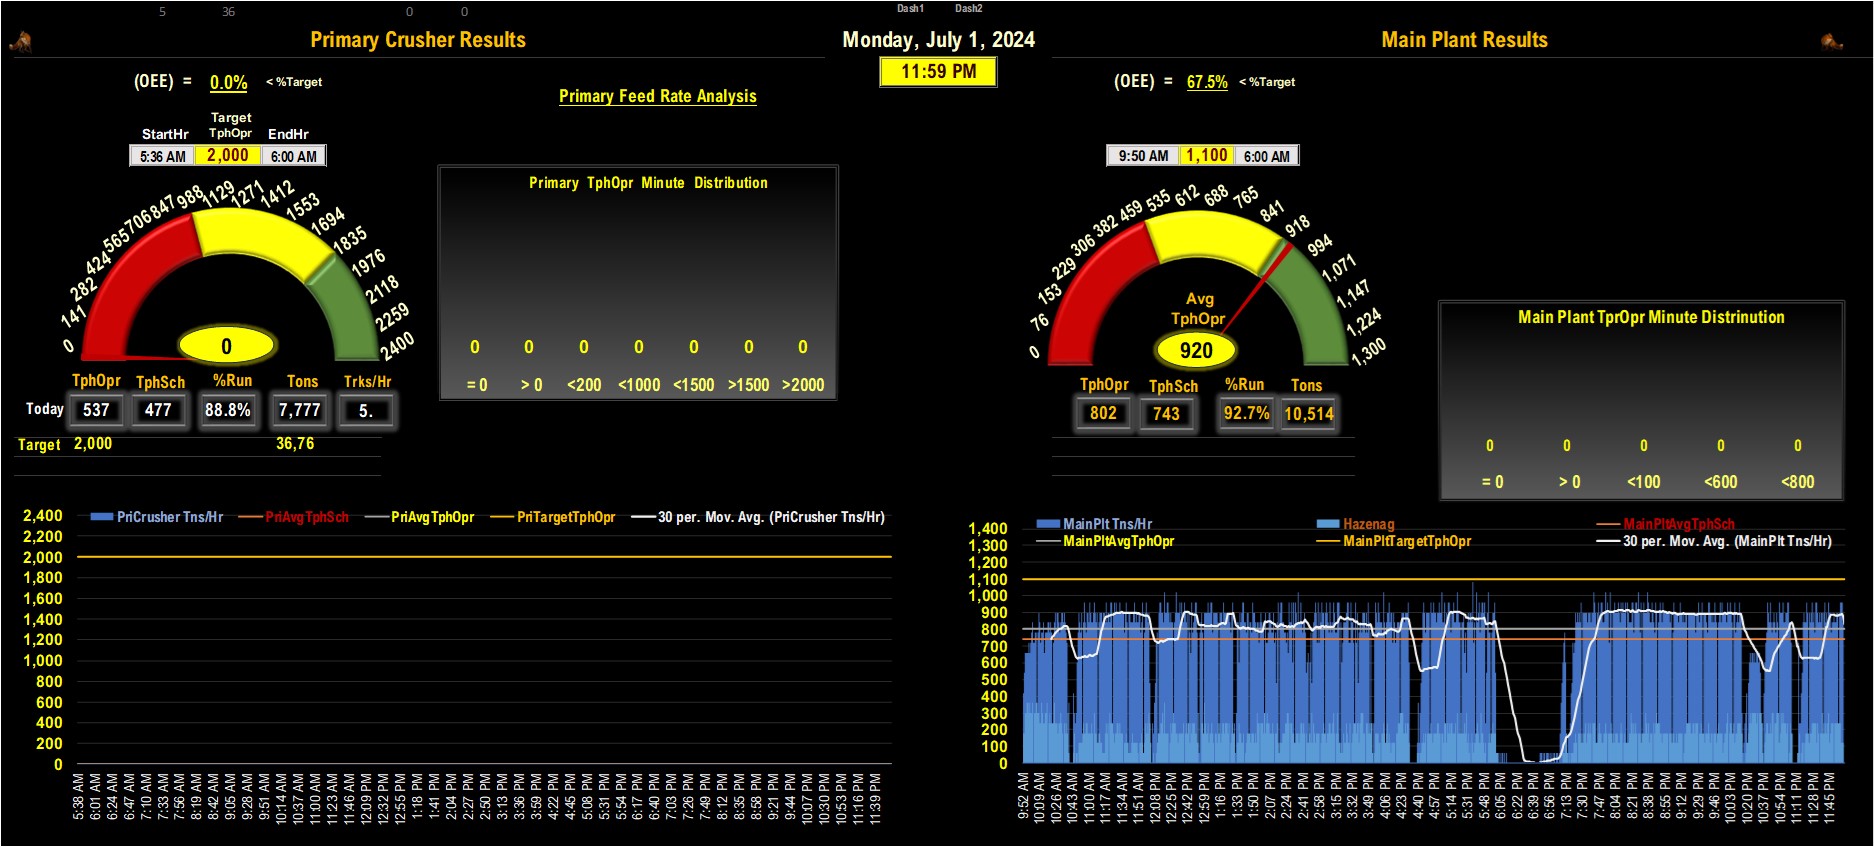 5 36 0 0 Dash1 Dash2
Primary Crusher Results
Monday, July 1, 2024
Main Plant Results
11:59 PM
(OEE) = 0.0% < %Target
Primary Feed Rate Analysis
(OEE) = 67.5% < %Target
Target
StartHr TphOpr EndHr
5:36 AM 2,000 6:00 AM
9:50 AM 1,100 6:00 AM
0 141 282 424 565 706 847 988 1129 1271 1412 1553 1694 1835 1976 2118 2259 2400
0
TphOpr TphSch %Run Tons Trks/Hr
Today 537 477 88.8% 7,777 5.
Target 2,000 36,76
Primary TphOpr Minute Distribution
0 0 0 0 0 0 0
= 0 > 0 <200 <1000 <1500 >1500 >2000
0 76 153 229 306 382 459 535 612 688 765 841 918 994 1,071 1,147 1,224 1,300
Avg
TphOpr
920
TphOpr TphSch %Run Tons
802 743 92.7% 10,514
Main Plant TprOpr Minute Distrinution
0 0 0 0 0
= 0 > 0 <100 <600 <800
PriCrusher Tns/Hr PriAvgTphSch PriAvgTphOpr PriTargetTphOpr 30 per. Mov. Avg. (PriCrusher Tns/Hr)
2,400
2,200
2,000
1,800
1,600
1,400
1,200
1,000
800
600
400
200
0
5:38 AM 6:01 AM 6:24 AM 6:47 AM 7:10 AM 7:33 AM 7:56 AM 8:19 AM 8:42 AM 9:05 AM 9:28 AM 9:51 AM 10:14 AM 10:37 AM 11:00 AM 11:23 AM 11:46 AM 12:09 PM 12:32 PM 12:55 PM 1:18 PM 1:41 PM 2:04 PM 2:27 PM 2:50 PM 3:13 PM 3:36 PM 3:59 PM 4:22 PM 4:45 PM 5:08 PM 5:31 PM 5:54 PM 6:17 PM 6:40 PM 7:03 PM 7:26 PM 7:49 PM 8:12 PM 8:35 PM 8:58 PM 9:21 PM 9:44 PM 10:07 PM 10:30 PM 10:53 PM 11:16 PM 11:39 PM
MainPlt Tns/Hr Hazenag MainPltAvgTphSch
MainPltAvgTphOpr MainPltTargetTphOpr 30 per. Mov. Avg. (MainPlt Tns/Hr)
1,400
1,300
1,200
1,100
1,000
900
800
700
600
500
400
300
200
100
0
9:52 AM 10:09 AM 10:26 AM 10:43 AM 11:00 AM 11:17 AM 11:34 AM 11:51 AM 12:08 PM 12:25 PM 12:42 PM 12:59 PM 1:16 PM 1:33 PM 1:50 PM 2:07 PM 2:24 PM 2:41 PM 2:58 PM 3:15 PM 3:32 PM 3:49 PM 4:06 PM 4:23 PM 4:40 PM 4:57 PM 5:14 PM 5:31 PM 5:48 PM 6:05 PM 6:22 PM 6:39 PM 6:56 PM 7:13 PM 7:30 PM 7:47 PM 8:04 PM 8:21 PM 8:38 PM 8:55 PM 9:12 PM 9:29 PM 9:46 PM 10:03 PM 10:20 PM 10:37 PM 10:54 PM 11:11 PM 11:28 PM 11:45 PM